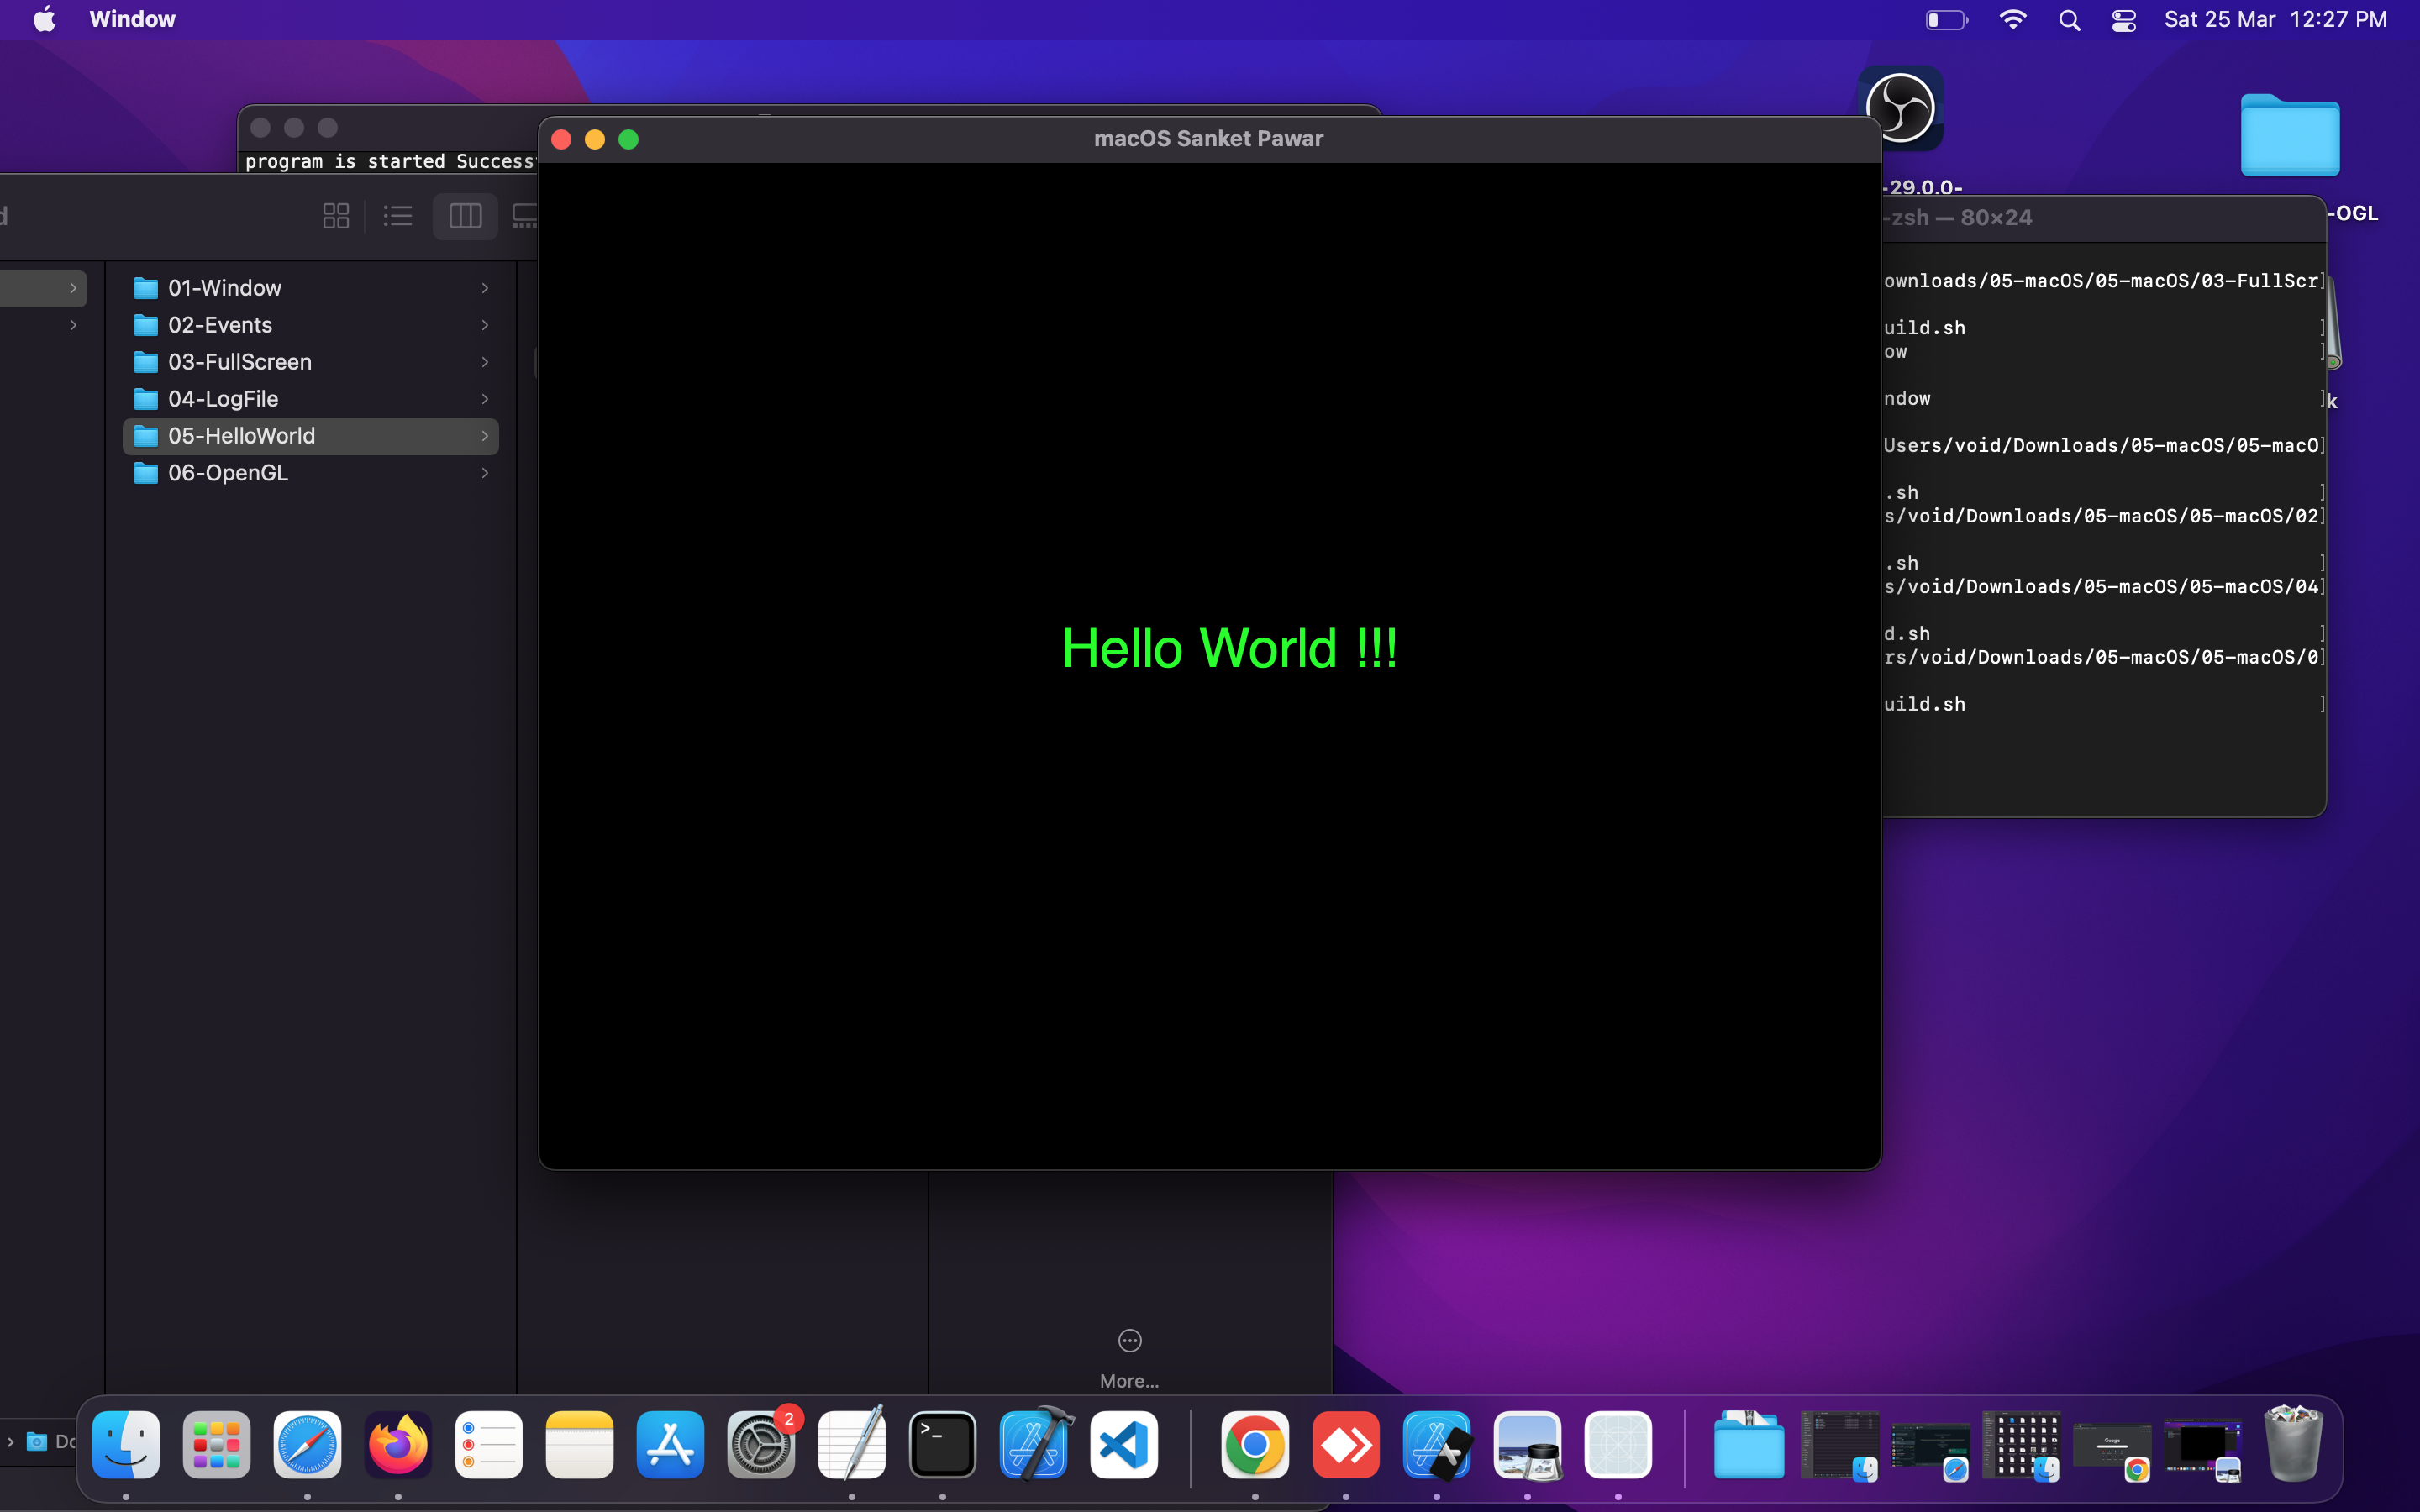 Window
Sat 25 Mar 12:27 PM
-29.0.0-
-OGL
k
program is started Success
macOS Sanket Pawar
-zsh — 80×24
01-Window
02-Events
03-FullScreen
04-LogFile
05-HelloWorld
06-OpenGL
Hello World !!!
ownloads/05-macOS/05-macOS/03-FullScr]
uild.sh ]
ow ]
ndow ]
Users/void/Downloads/05-macOS/05-macO]
.sh ]
s/void/Downloads/05-macOS/05-macOS/02]
.sh ]
s/void/Downloads/05-macOS/05-macOS/04]
d.sh ]
rs/void/Downloads/05-macOS/05-macOS/0]
uild.sh ]
More...
Do
2
>_